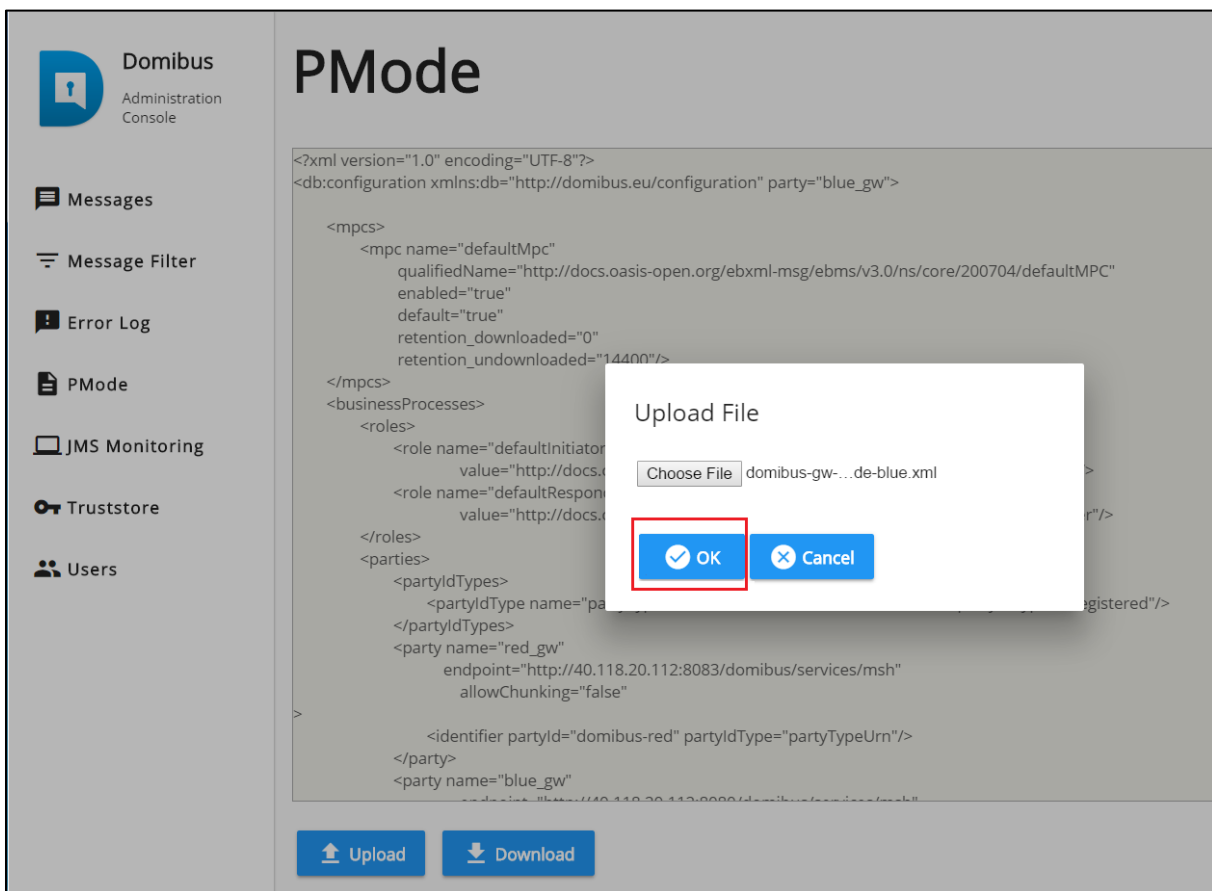 Domibus
Administration
Console
Messages
Message Filter
Error Log
PMode
JMS Monitoring
Truststore
Users
PMode
<?xml version="1.0" encoding="UTF-8"?>
<db:configuration xmlns:db="http://domibus.eu/configuration" party="blue_gw">
<mpcs>
<mpc name="defaultMpc"
qualifiedName="http://docs.oasis-open.org/ebxml-msg/ebms/v3.0/ns/core/200704/defaultMPC"
enabled="true"
default="true"
retention_downloaded="0"
retention_undownloaded="14400"/>
</mpcs>
<businessProcesses>
<roles>
<role name="defaultInitiator
value="http://docs.
<role name="defaultRespon
value="http://docs. r"/>
</roles>
<parties>
<partyIdTypes>
<partyIdType name="pa egistered"/>
</partyIdTypes>
<party name="red_gw"
endpoint="http://40.118.20.112:8083/domibus/services/msh"
allowChunking="false"
>
<identifier partyId="domibus-red" partyIdType="partyTypeUrn"/>
</party>
<party name="blue_gw"
Upload File
Choose File domibus-gw-...de-blue.xml
OK Cancel
Upload Download